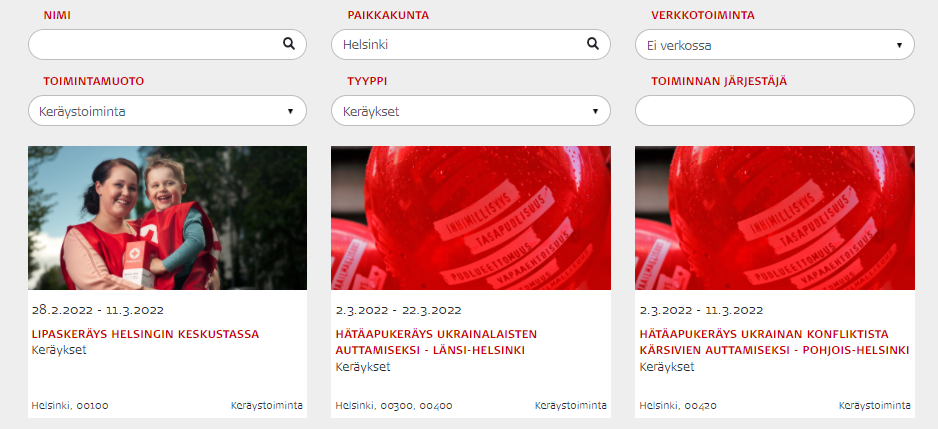 NIMI
PAIKKAKUNTA
VERKKOTOIMINTA
Helsinki
Ei verkossa
TOIMINTAMUOTO
TYYPPI
TOIMINNAN JÄRJESTÄJÄ
Keräystoiminta
Keräykset
INHIMILLISYYS
TASAPUOLISUUS
PUOLUEETTOMUUS
VAPAAEHTOISUUS
INHIMILLISYYS
TASAPUOLISUUS
PUOLUEETTOMUUS
VAPAAEHTOISUUS
28.2.2022 - 11.3.2022
LIPASKERÄYS HELSINGIN KESKUSTASSA
Keräykset
Helsinki, 00100
Keräystoiminta
2.3.2022 - 22.3.2022
HÄTÄAPUKERÄYS UKRAINALAISTEN
AUTTAMISEKSI - LÄNSI-HELSINKI
Keräykset
Helsinki, 00300, 00400
Keräystoiminta
2.3.2022 - 11.3.2022
HÄTÄAPUKERÄYS UKRAINAN KONFLIKTISTA
KÄRSIVIEN AUTTAMISEKSI - POHJOIS-HELSINKI
Keräykset
Helsinki, 00420
Keräystoiminta